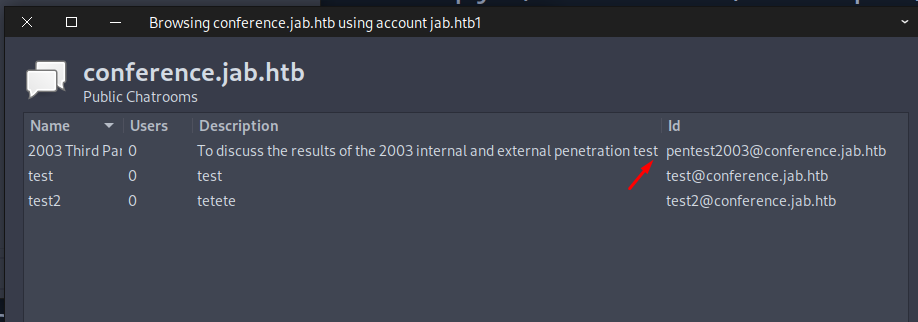 Browsing conference.jab.htb using account jab.htb1
conference.jab.htb
Public Chatrooms
Name Users Description Id
2003 Third Par 0 To discuss the results of the 2003 internal and external penetration test pentest2003@conference.jab.htb
test 0 test test@conference.jab.htb
test2 0 tetete test2@conference.jab.htb